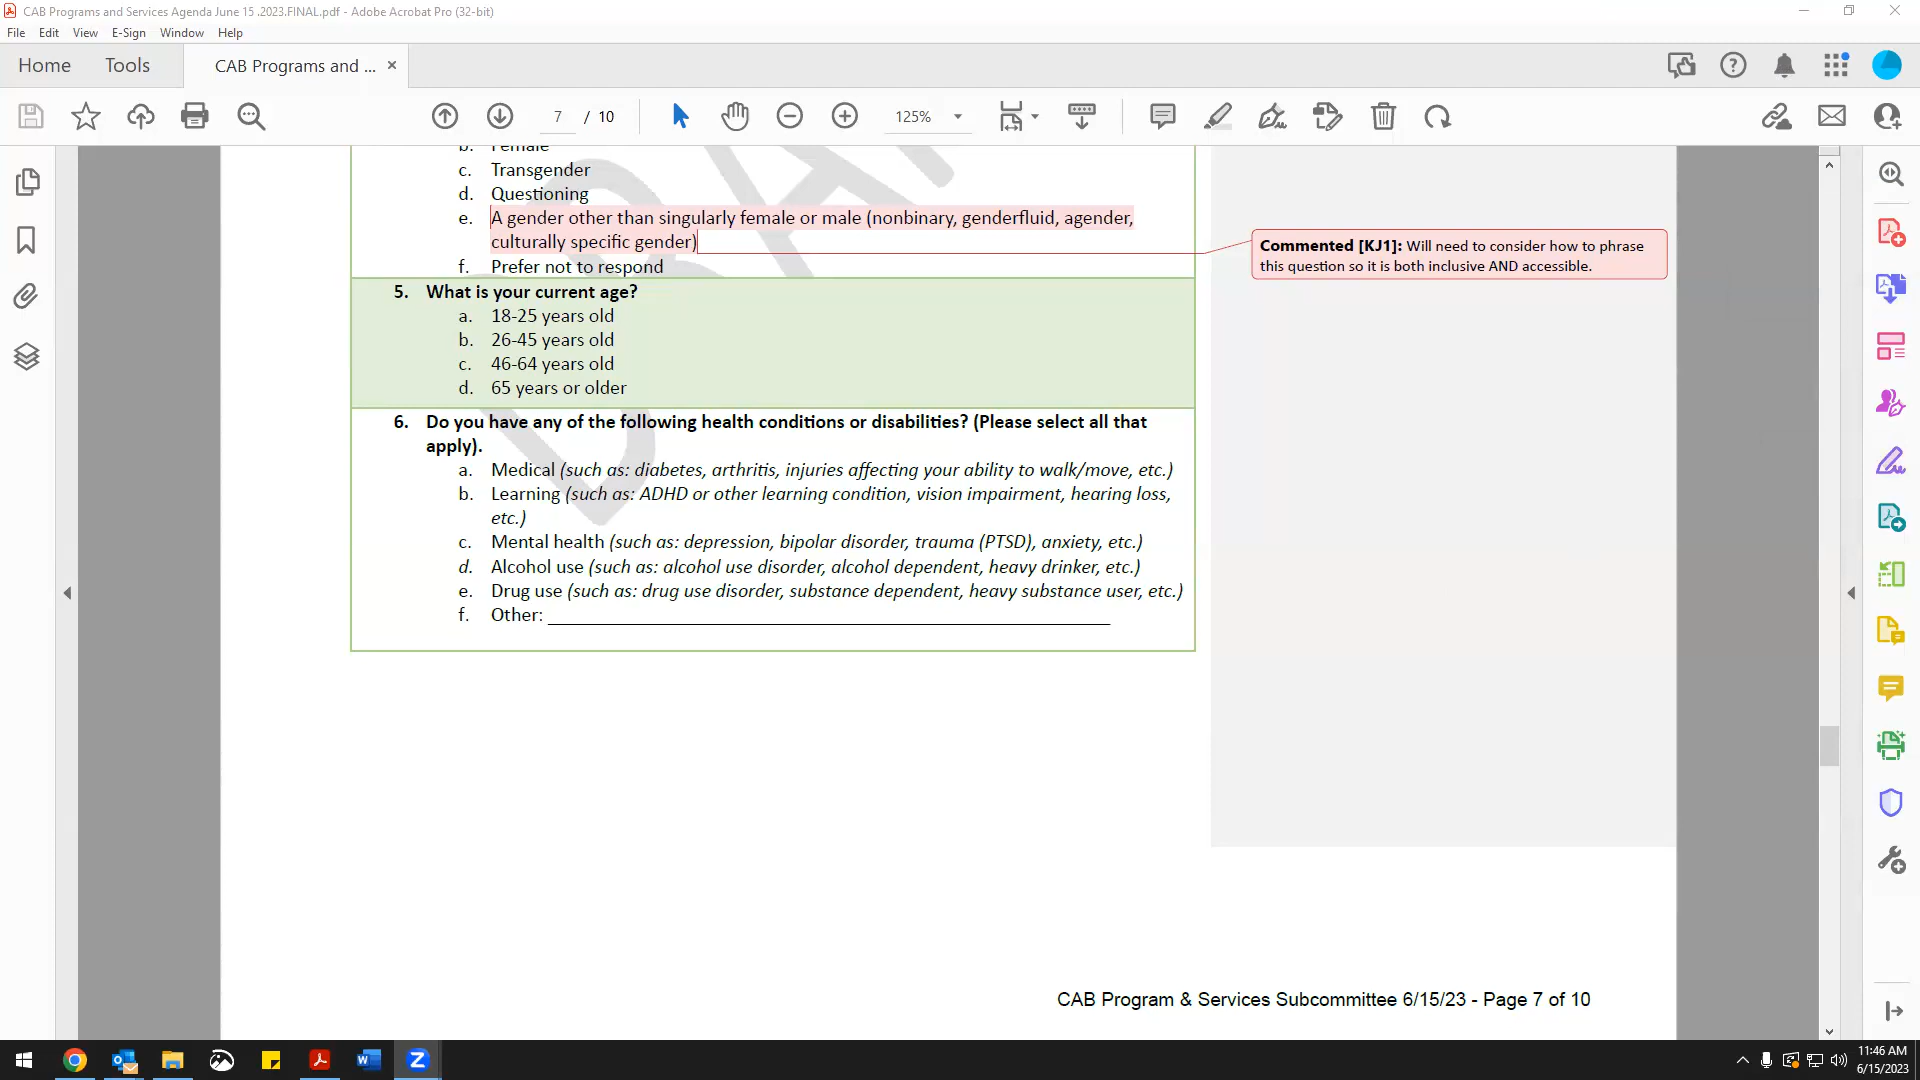 CAB Programs and Services Agenda June 15 .2023.FINAL.pdf - Adobe Acrobat Pro (32-bit)
File Edit View E-Sign Window Help
Home Tools CAB Programs and ... ×
7 / 10 125%
b. Female
c. Transgender
d. Questioning
e. A gender other than singularly female or male (nonbinary, genderfluid, agender,
culturally specific gender)
Commented [KJ1]: Will need to consider how to phrase
this question so it is both inclusive AND accessible.
f. Prefer not to respond
5. What is your current age?
a. 18-25 years old
b. 26-45 years old
c. 46-64 years old
d. 65 years or older
6. Do you have any of the following health conditions or disabilities? (Please select all that
apply).
a. Medical (such as: diabetes, arthritis, injuries affecting your ability to walk/move, etc.)
b. Learning (such as: ADHD or other learning condition, vision impairment, hearing loss,
etc.)
c. Mental health (such as: depression, bipolar disorder, trauma (PTSD), anxiety, etc.)
d. Alcohol use (such as: alcohol use disorder, alcohol dependent, heavy drinker, etc.)
e. Drug use (such as: drug use disorder, substance dependent, heavy substance user, etc.)
f. Other:
CAB Program & Services Subcommittee 6/15/23 - Page 7 of 10
11:46 AM
6/15/2023